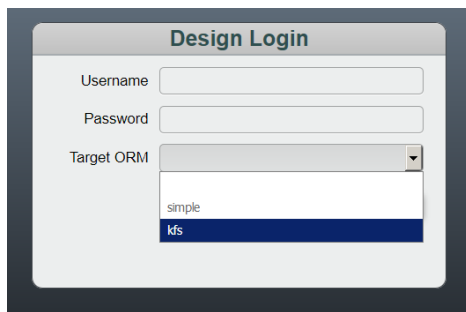 Design Login
Username
Password
Target ORM
simple
kfs